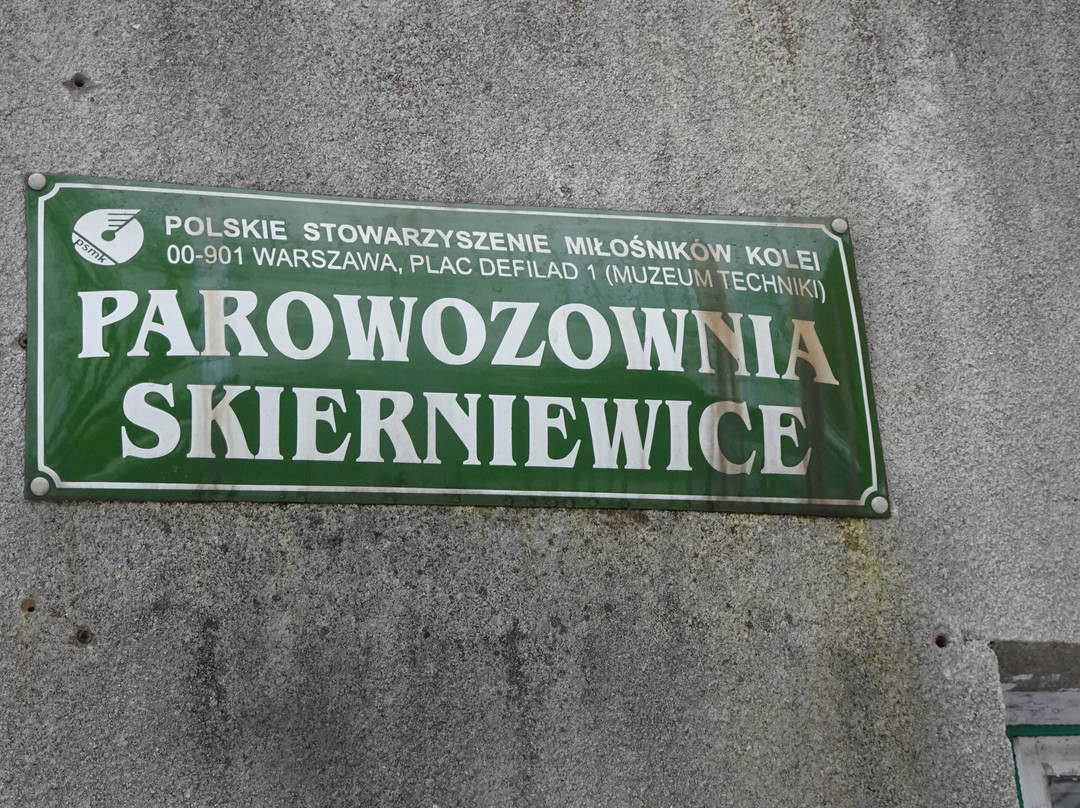 psmk
POLSKIE STOWARZYSZENIE MIŁOŚNIKÓW KOLEI
00-901 WARSZAWA, PLAC DEFILAD 1 (MUZEUM TECHNIKI)
PAROWOZOWNIA
SKIERNIEWICE